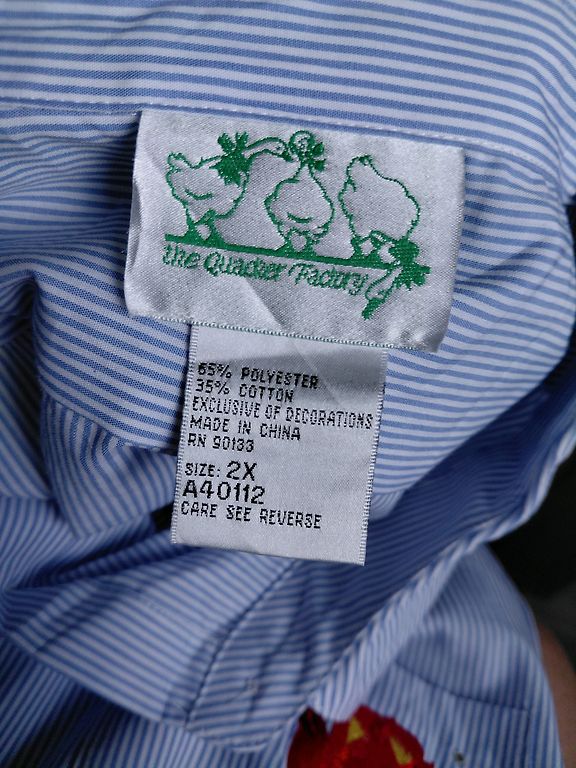 the Quacker Factory
65% POLYESTER
35% COTTON
EXCLUSIVE OF DECORATIONS
MADE IN CHINA
RN 90133
SIZE: 2X
A40112
CARE SEE REVERSE